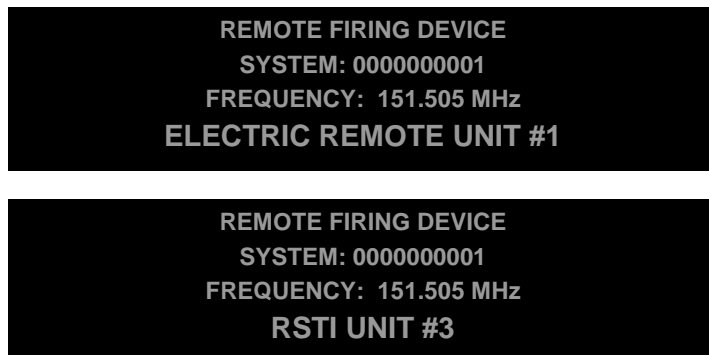 REMOTE FIRING DEVICE
SYSTEM: 0000000001
FREQUENCY:  151.505 MHz
ELECTRIC REMOTE UNIT #1
REMOTE FIRING DEVICE
SYSTEM: 0000000001
FREQUENCY:  151.505 MHz
RSTI UNIT #3